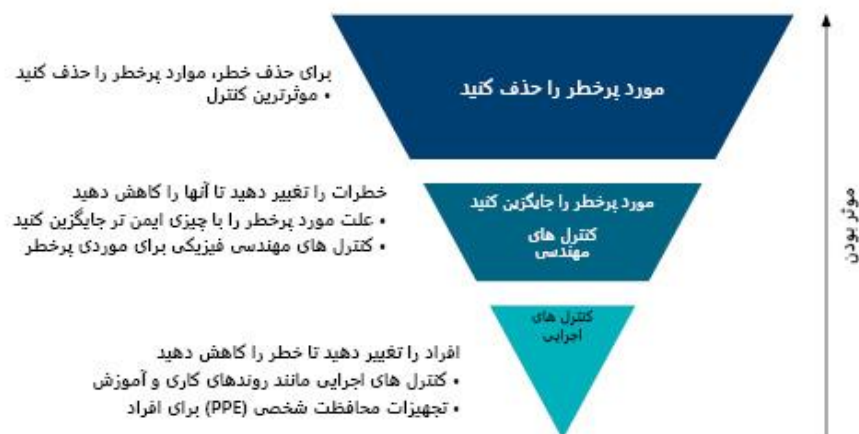 برای حذف خطر، موارد پرخطر را حذف کنید
• موثرترین کنترل
مورد پرخطر را حذف کنید
خطرات را تغییر دهید تا آنها را کاهش دهید
• علت مورد پرخطر را با چیزی ایمن تر جایگزین کنید
• کنترل های مهندسی فیزیکی برای موردی پرخطر
مورد پرخطر را جایگزین کنید
کنترل های
مهندسی
افراد را تغییر دهید تا خطر را کاهش دهید
• کنترل های اجرایی مانند روندهای کاری و آموزش
• تجهیزات محافظت شخصی (PPE) برای افراد
کنترل های
اجرایی
موثر بودن